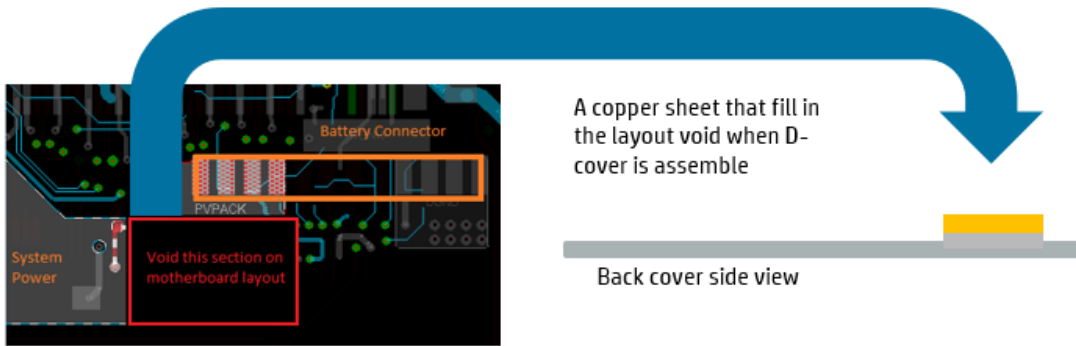 Battery Connector
PVPACK
System
Power
Void this section on
motherboard layout
A copper sheet that fill in
the layout void when D-
cover is assemble
Back cover side view